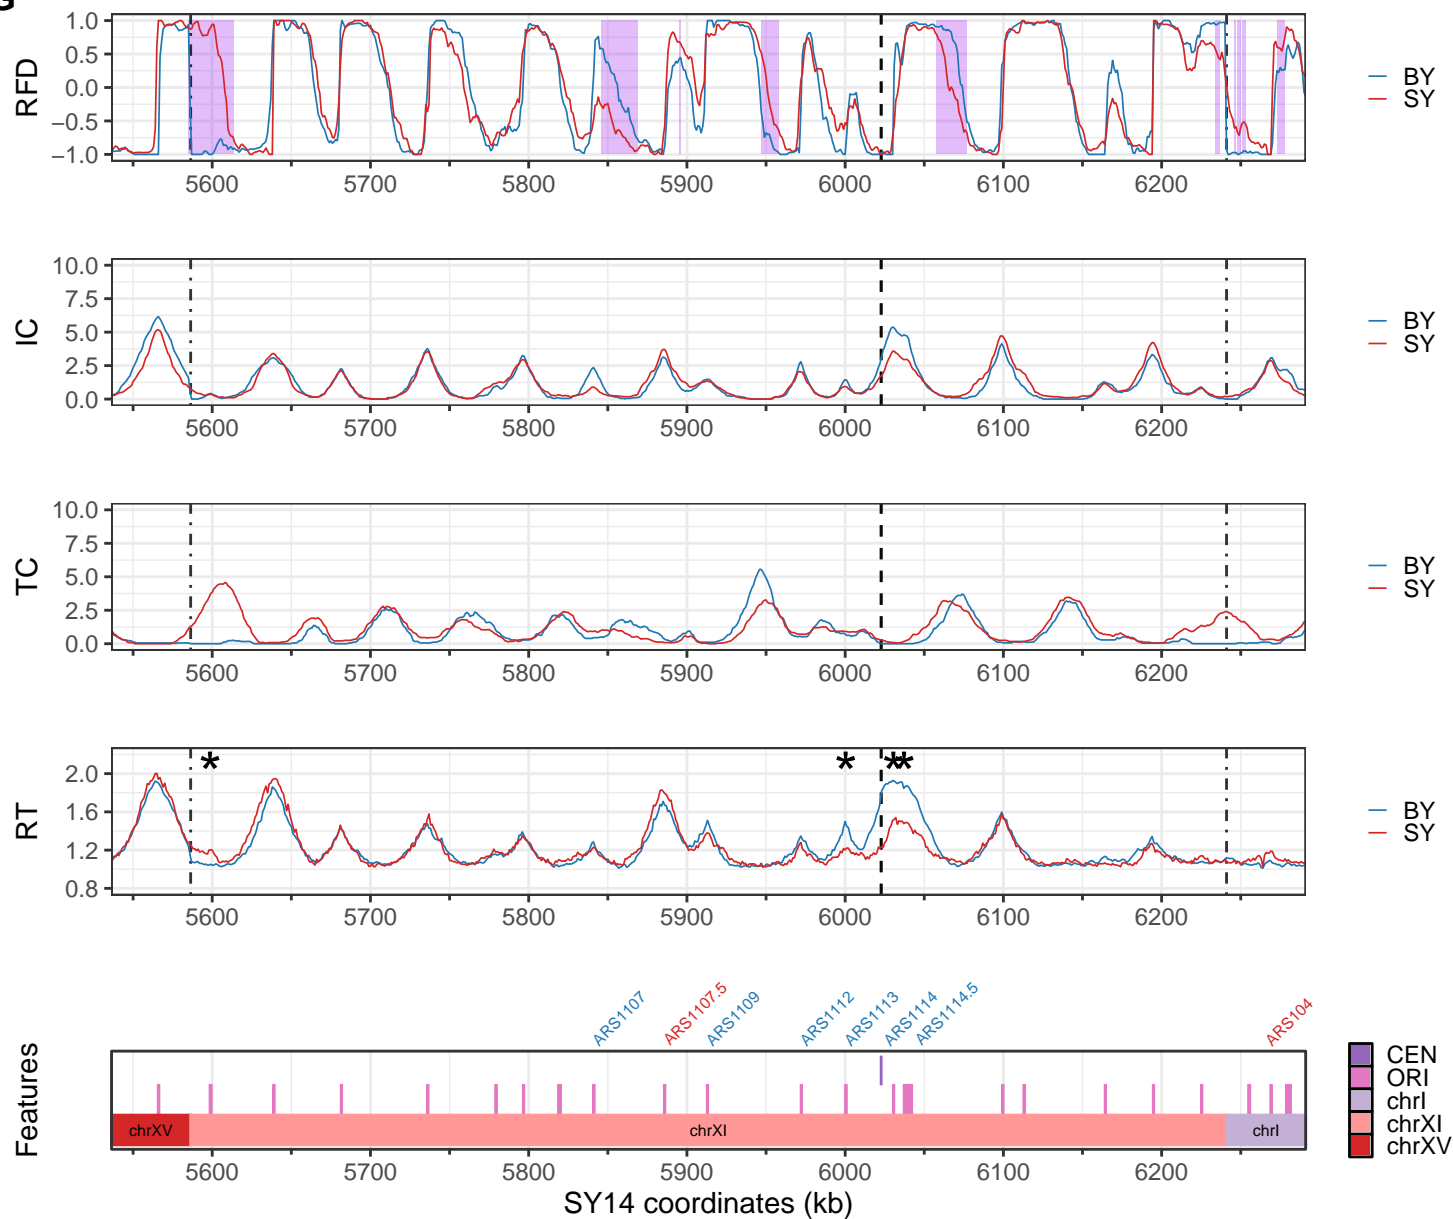 G
RFD
1.0
0.5
0.0
−0.5
−1.0
5600 5700 5800 5900 6000 6100 6200
BY
SY
IC
10.0
7.5
5.0
2.5
0.0
5600 5700 5800 5900 6000 6100 6200
BY
SY
TC
10.0
7.5
5.0
2.5
0.0
5600 5700 5800 5900 6000 6100 6200
BY
SY
RT
2.0
1.6
1.2
0.8
* * **
5600 5700 5800 5900 6000 6100 6200
BY
SY
Features
ARS1107 ARS1107.5 ARS1109 ARS1112 ARS1113 ARS1114 ARS1114.5 ARS104
chrXV chrXI chrI
5600 5700 5800 5900 6000 6100 6200
SY14 coordinates (kb)
CEN
ORI
chrI
chrXI
chrXV